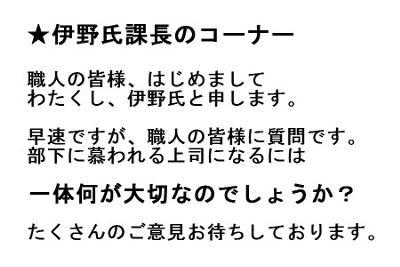 ★伊野氏課長のコーナー
職人の皆様、はじめまして
わたくし、伊野氏と申します。
早速ですが、職人の皆様に質問です。
部下に慕われる上司になるには
一体何が大切なのでしょうか？
たくさんのご意見お待ちしております。